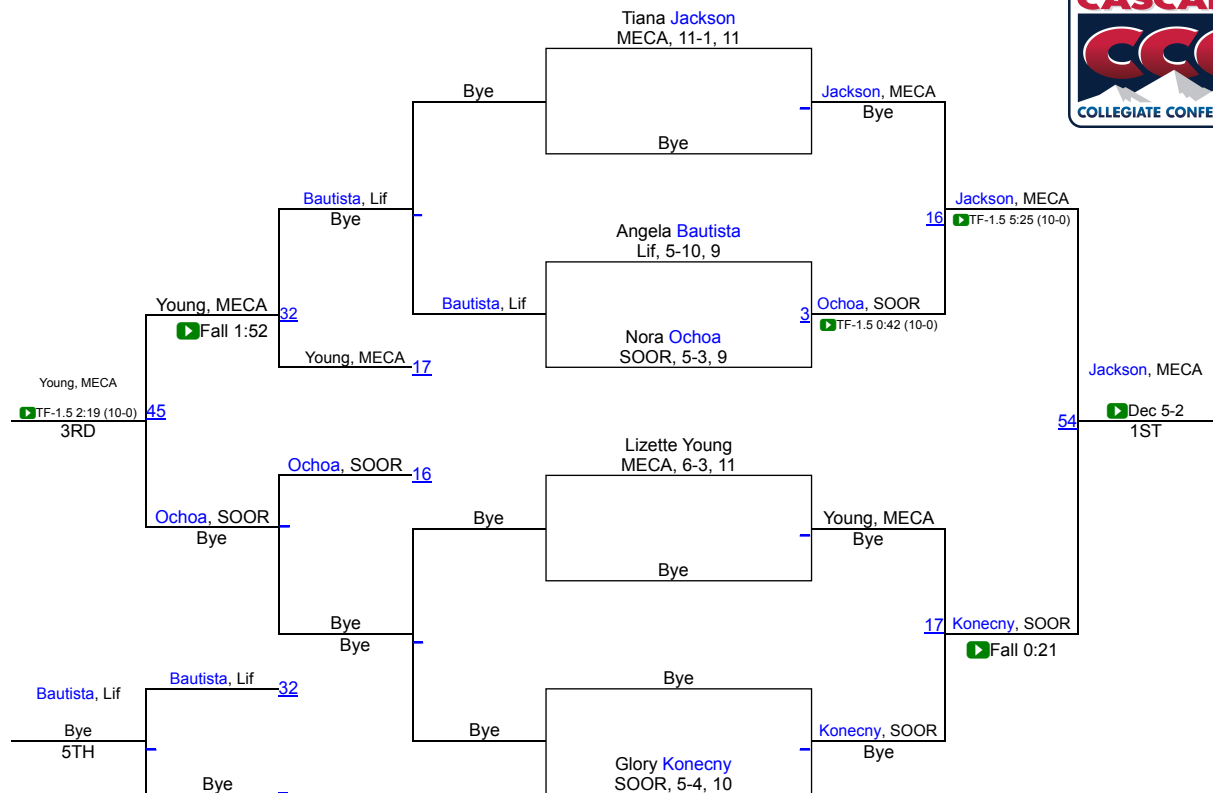 Tiana Jackson
MECA, 11-1, 11
Bye
Bye
Jackson, MECA
Bye
COLLEGIATE
Bautista, Lif
Bye
Angela Bautista
Lif, 5-10, 9
Jackson, MECA
16
TF-1.5 5:25 (10-0)
Young, MECA
32
Fall 1:52
Bautista, Lif
Nora Ochoa
SOOR, 5-3, 9
3
Ochoa, SOOR
TF-1.5 0:42 (10-0)
Young, MECA
17
Young, MECA
TF-1.5 2:19 (10-0)
45
3RD
Jackson, MECA
54
Dec 5-2
1ST
Ochoa, SOOR
16
Lizette Young
MECA, 6-3, 11
Ochoa, SOOR
Bye
Bye
Bye
Young, MECA
Bye
Bye
Bye
17
Konecny, SOOR
Fall 0:21
Bautista, Lif
Bautista, Lif
32
Bye
5TH
Bye
Bye
Bye
Glory Konecny
SOOR, 5-4, 10
Konecny, SOOR
Bye